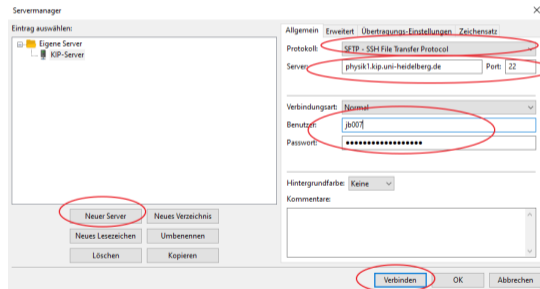 Servermanager
Eintrag auswählen:
Eigene Server
KIP-Server
Neuer Server Neues Verzeichnis
Neues Lesezeichen Umbenennen
Löschen Kopieren
Allgemein Erweitert Übertragungs-Einstellungen Zeichensatz
Protokoll: SFTP - SSH File Transfer Protocol
Server: physik1.kip.uni-heidelberg.de Port: 22
Verbindungsart: Normal
Benutzer: jb007
Passwort: ●●●●●●●●●●●●●●●●●●
Hintergrundfarbe: Keine
Kommentare:
Verbinden OK Abbrechen